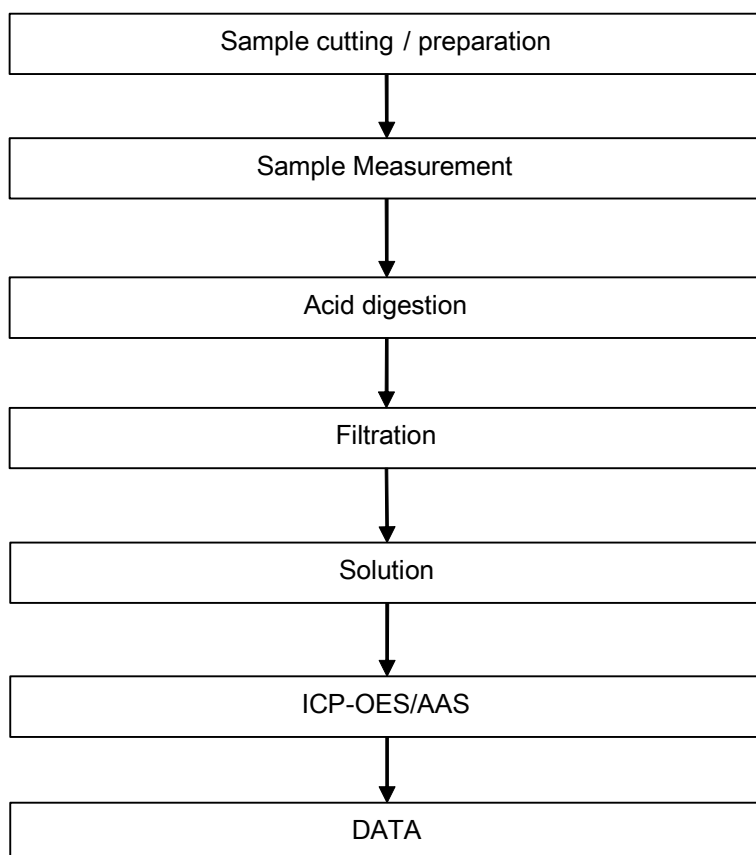 Sample cutting / preparation
Sample Measurement
Acid digestion
Filtration
Solution
ICP-OES/AAS
DATA